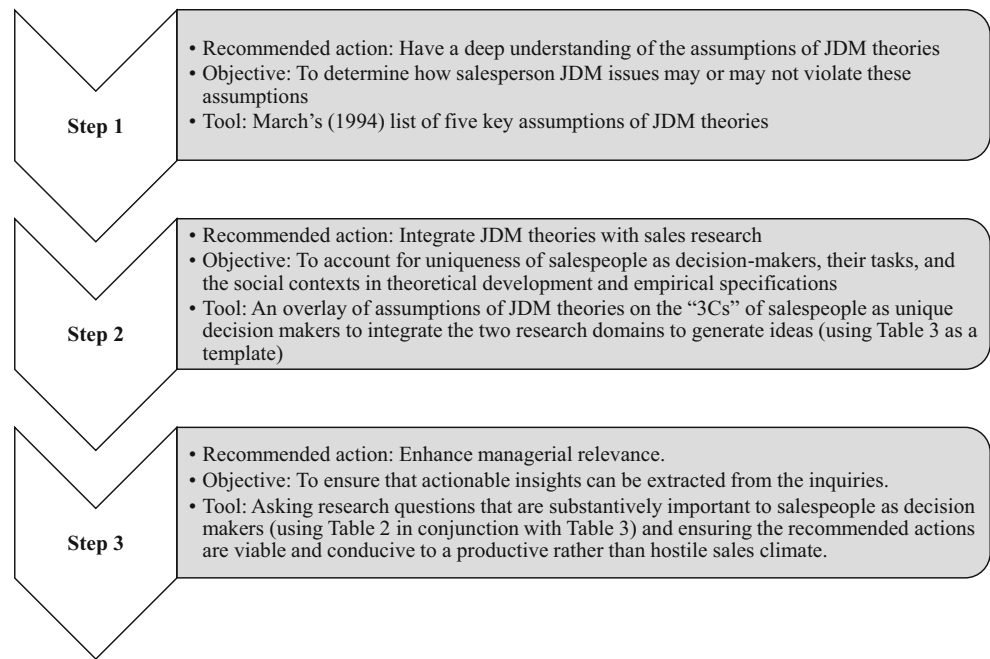 Step 1
• Recommended action: Have a deep understanding of the assumptions of JDM theories
• Objective: To determine how salesperson JDM issues may or may not violate these
assumptions
• Tool: March’s (1994) list of five key assumptions of JDM theories
Step 2
• Recommended action: Integrate JDM theories with sales research
• Objective: To account for uniqueness of salespeople as decision-makers, their tasks, and
the social contexts in theoretical development and empirical specifications
• Tool: An overlay of assumptions of JDM theories on the “3Cs” of salespeople as unique
decision makers to integrate the two research domains to generate ideas (using Table 3 as a
template)
Step 3
• Recommended action: Enhance managerial relevance.
• Objective: To ensure that actionable insights can be extracted from the inquiries.
• Tool: Asking research questions that are substantively important to salespeople as decision
makers (using Table 2 in conjunction with Table 3) and ensuring the recommended actions
are viable and conducive to a productive rather than hostile sales climate.